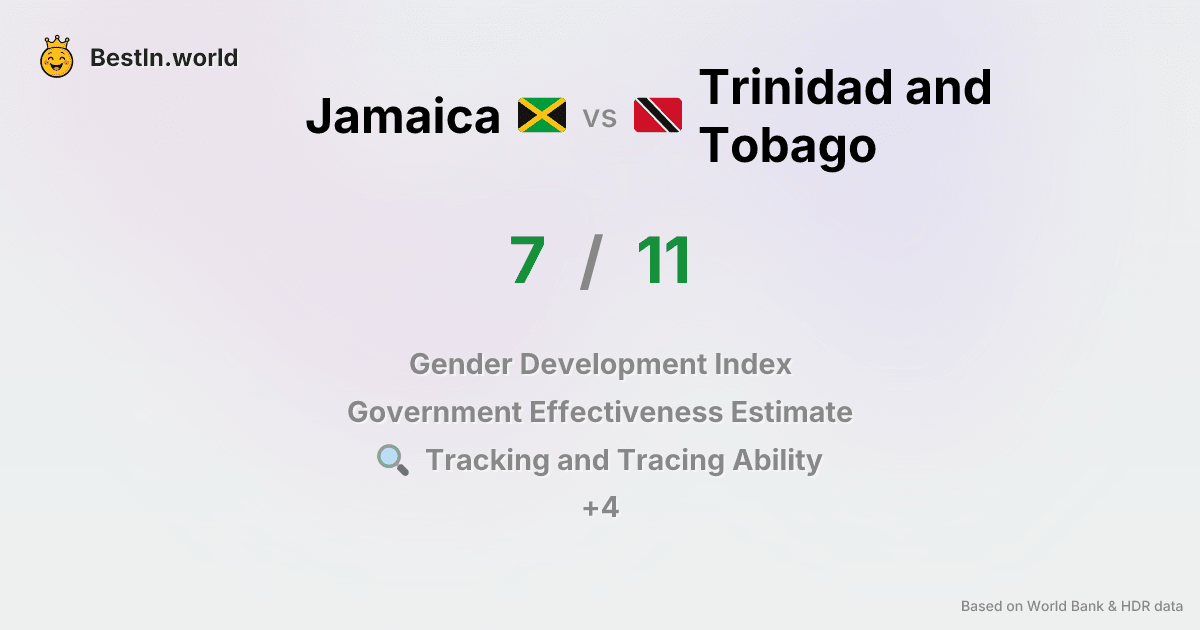 BestIn.world
Jamaica vs Trinidad and
Tobago
7 / 11
Gender Development Index
Government Effectiveness Estimate
Tracking and Tracing Ability
+4
Based on World Bank & HDR data